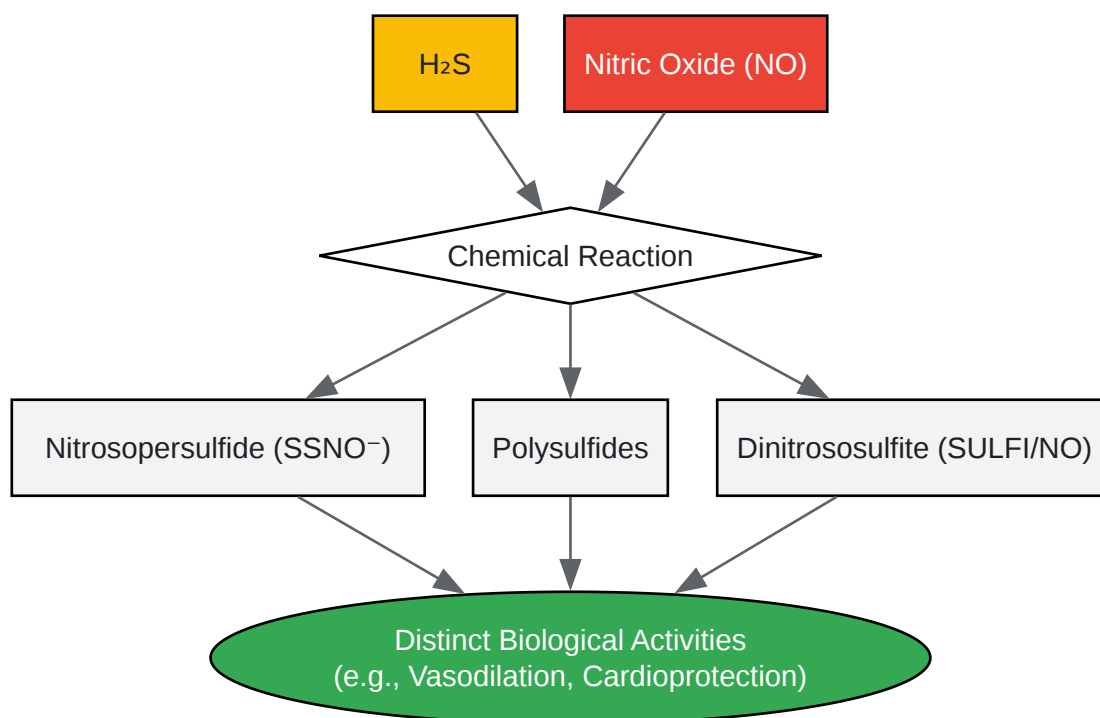 H₂S
Nitric Oxide (NO)
Chemical Reaction
Nitrosopersulfide (SSNO⁻)
Polysulfides
Dinitrososulfite (SULFI/NO)
Distinct Biological Activities
(e.g., Vasodilation, Cardioprotection)